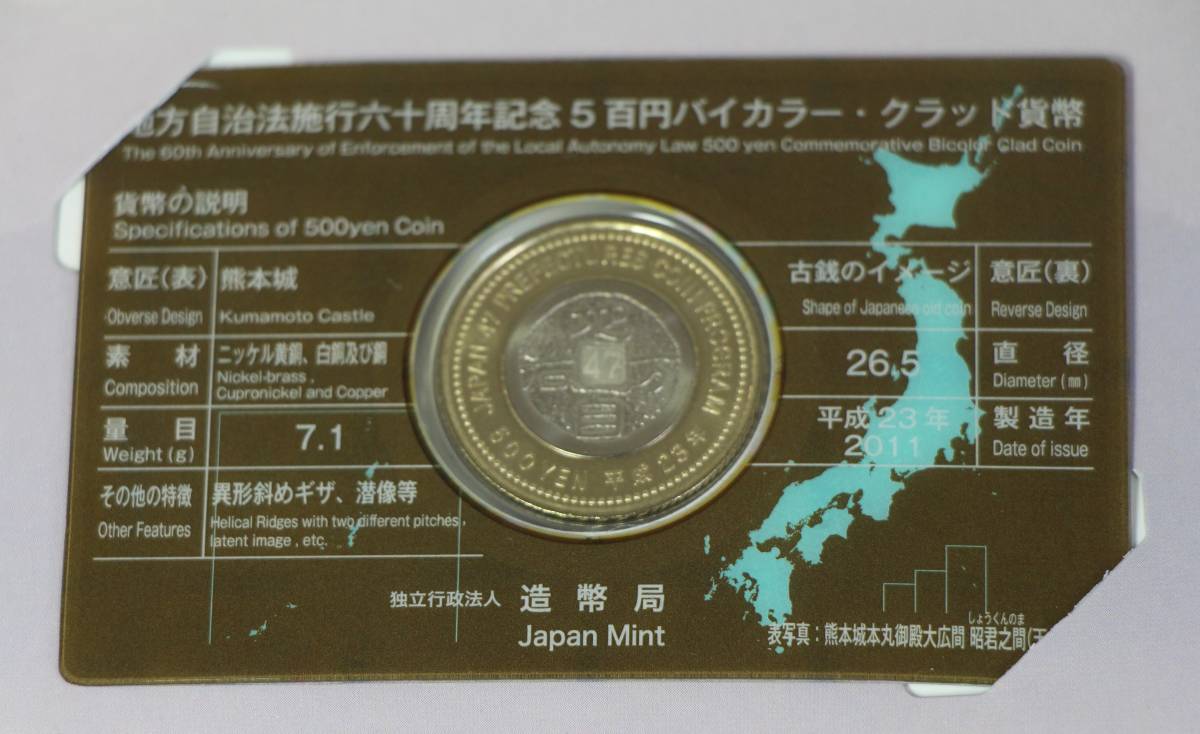 地方自治法施行六十周年記念5百円バイカラー・クラッド貨幣
The 60th Anniversary of Enforcement of the Local Autonomy Law 500 yen Commemorative Bicolor Clad Coin
貨幣の説明
Specifications of 500yen Coin
意匠(表)
Obverse Design
熊本城
Kumamoto Castle
素材
Composition
ニッケル黄銅、白銅及び銅
Nickel-brass,
Cupronickel and Copper
量目
Weight(g)
7.1
その他の特徴
Other Features
異形斜めギザ、潜像等
Helical Ridges with two different pitches,
latent image, etc.
JAPAN 47 PREFECTURES COIN PROGRAM
47
500 YEN 平成23年
古銭のイメージ
Shape of Japanese old coin
意匠(裏)
Reverse Design
26.5
直径
Diameter(mm)
平成23年
2011
製造年
Date of issue
独立行政法人 造幣局
Japan Mint
しょうくんのま
表写真:熊本城本丸御殿大広間 昭君之間(王